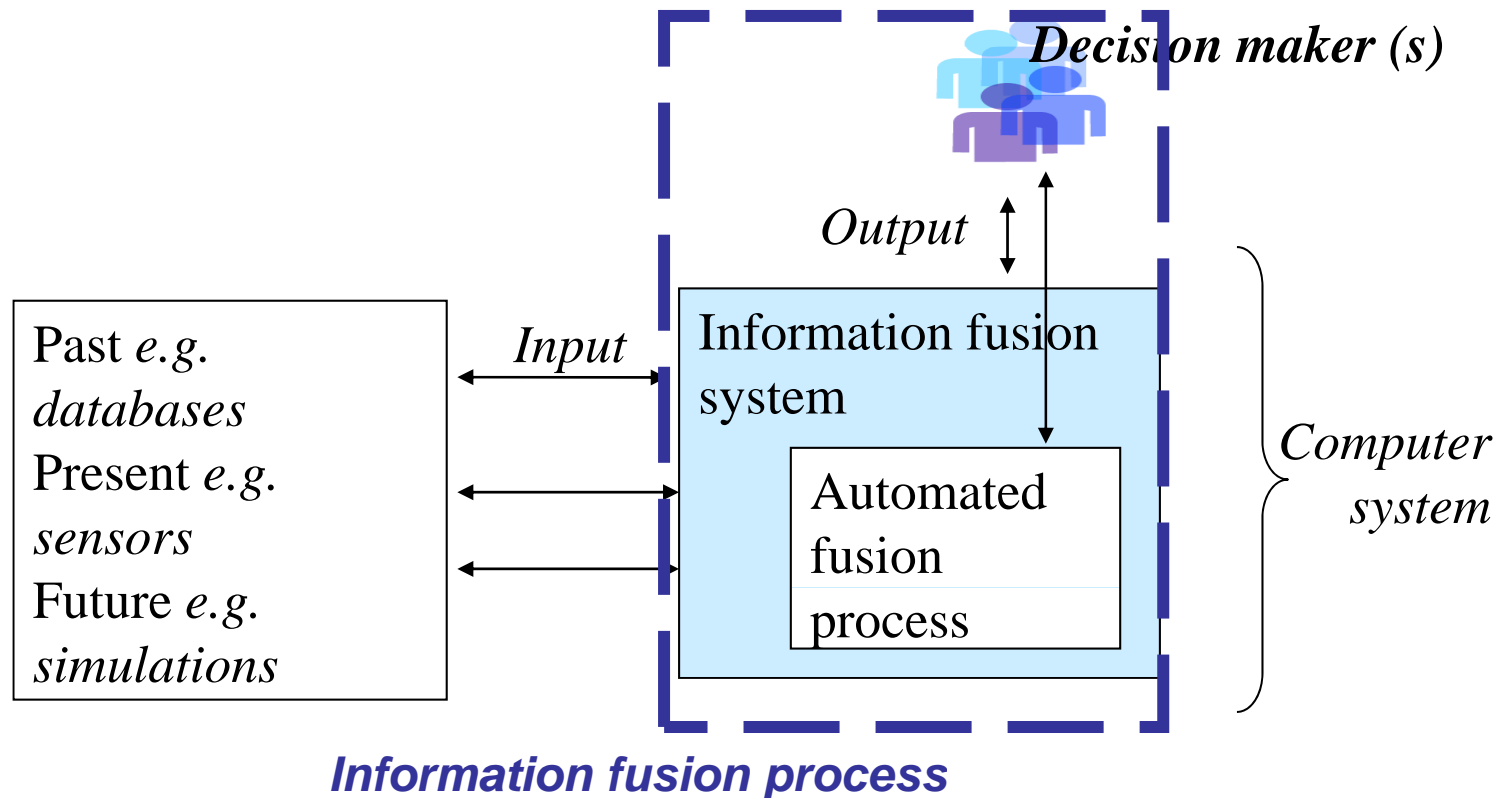 Decision maker (s)
Output
Past e.g.
databases
Present e.g.
sensors
Future e.g.
simulations
Input
Information fusion
system
Automated
fusion
process
Computer
system
Information fusion process